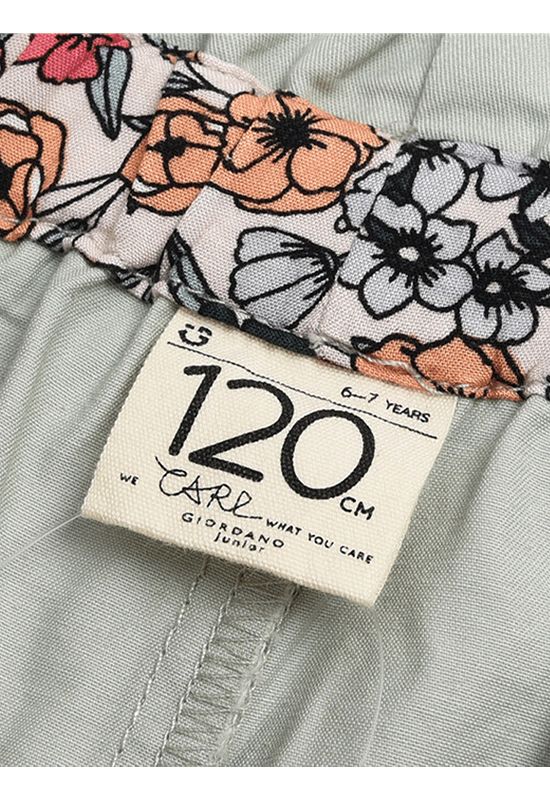 6—7 YEARS
120 CM
WE CARE WHAT YOU CARE
GIORDANO
junior